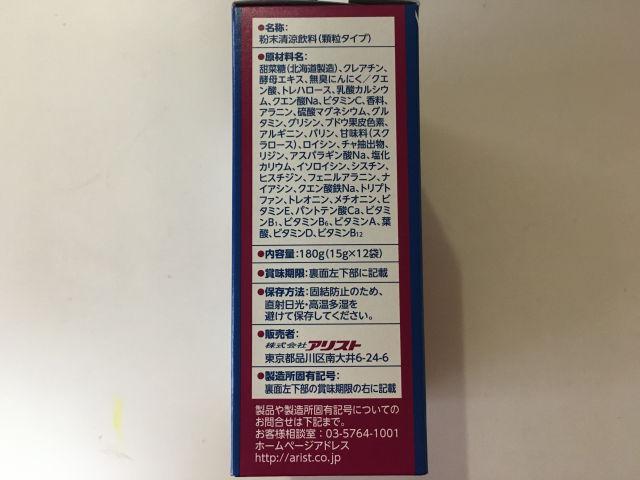 ●名称:
粉末清涼飲料(顆粒タイプ)
●原材料名:
甜菜糖(北海道製造)、クレアチン、
酵母エキス、無臭にんにく／クエ
ン酸、トレハロース、乳酸カルシウ
ム、クエン酸Na、ビタミンC、香料、
アラニン、硫酸マグネシウム、グル
タミン、グリシン、ブドウ果皮色素、
アルギニン、バリン、甘味料(スク
ラロース)、ロイシン、チャ抽出物、
リジン、アスパラギン酸Na、塩化
カリウム、イソロイシン、シスチン、
ヒスチジン、フェニルアラニン、ナ
イアシン、クエン酸鉄Na、トリプト
ファン、トレオニン、メチオニン、ビ
タミンE、パントテン酸Ca、ビタミ
ンB1、ビタミンB6、ビタミンA、葉
酸、ビタミンD、ビタミンB12
●内容量:180g(15g×12袋)
●賞味期限:裏面左下部に記載
●保存方法:固結防止のため、
直射日光・高温多湿を
避けて保存してください。
●販売者:
株式会社アリスト
東京都品川区南大井6-24-6
●製造所固有記号:
裏面左下部の賞味期限の右に記載
製品や製造所固有記号についての
お問合せは下記まで。
お客様相談室:03-5764-1001
ホームページアドレス
http://arist.co.jp